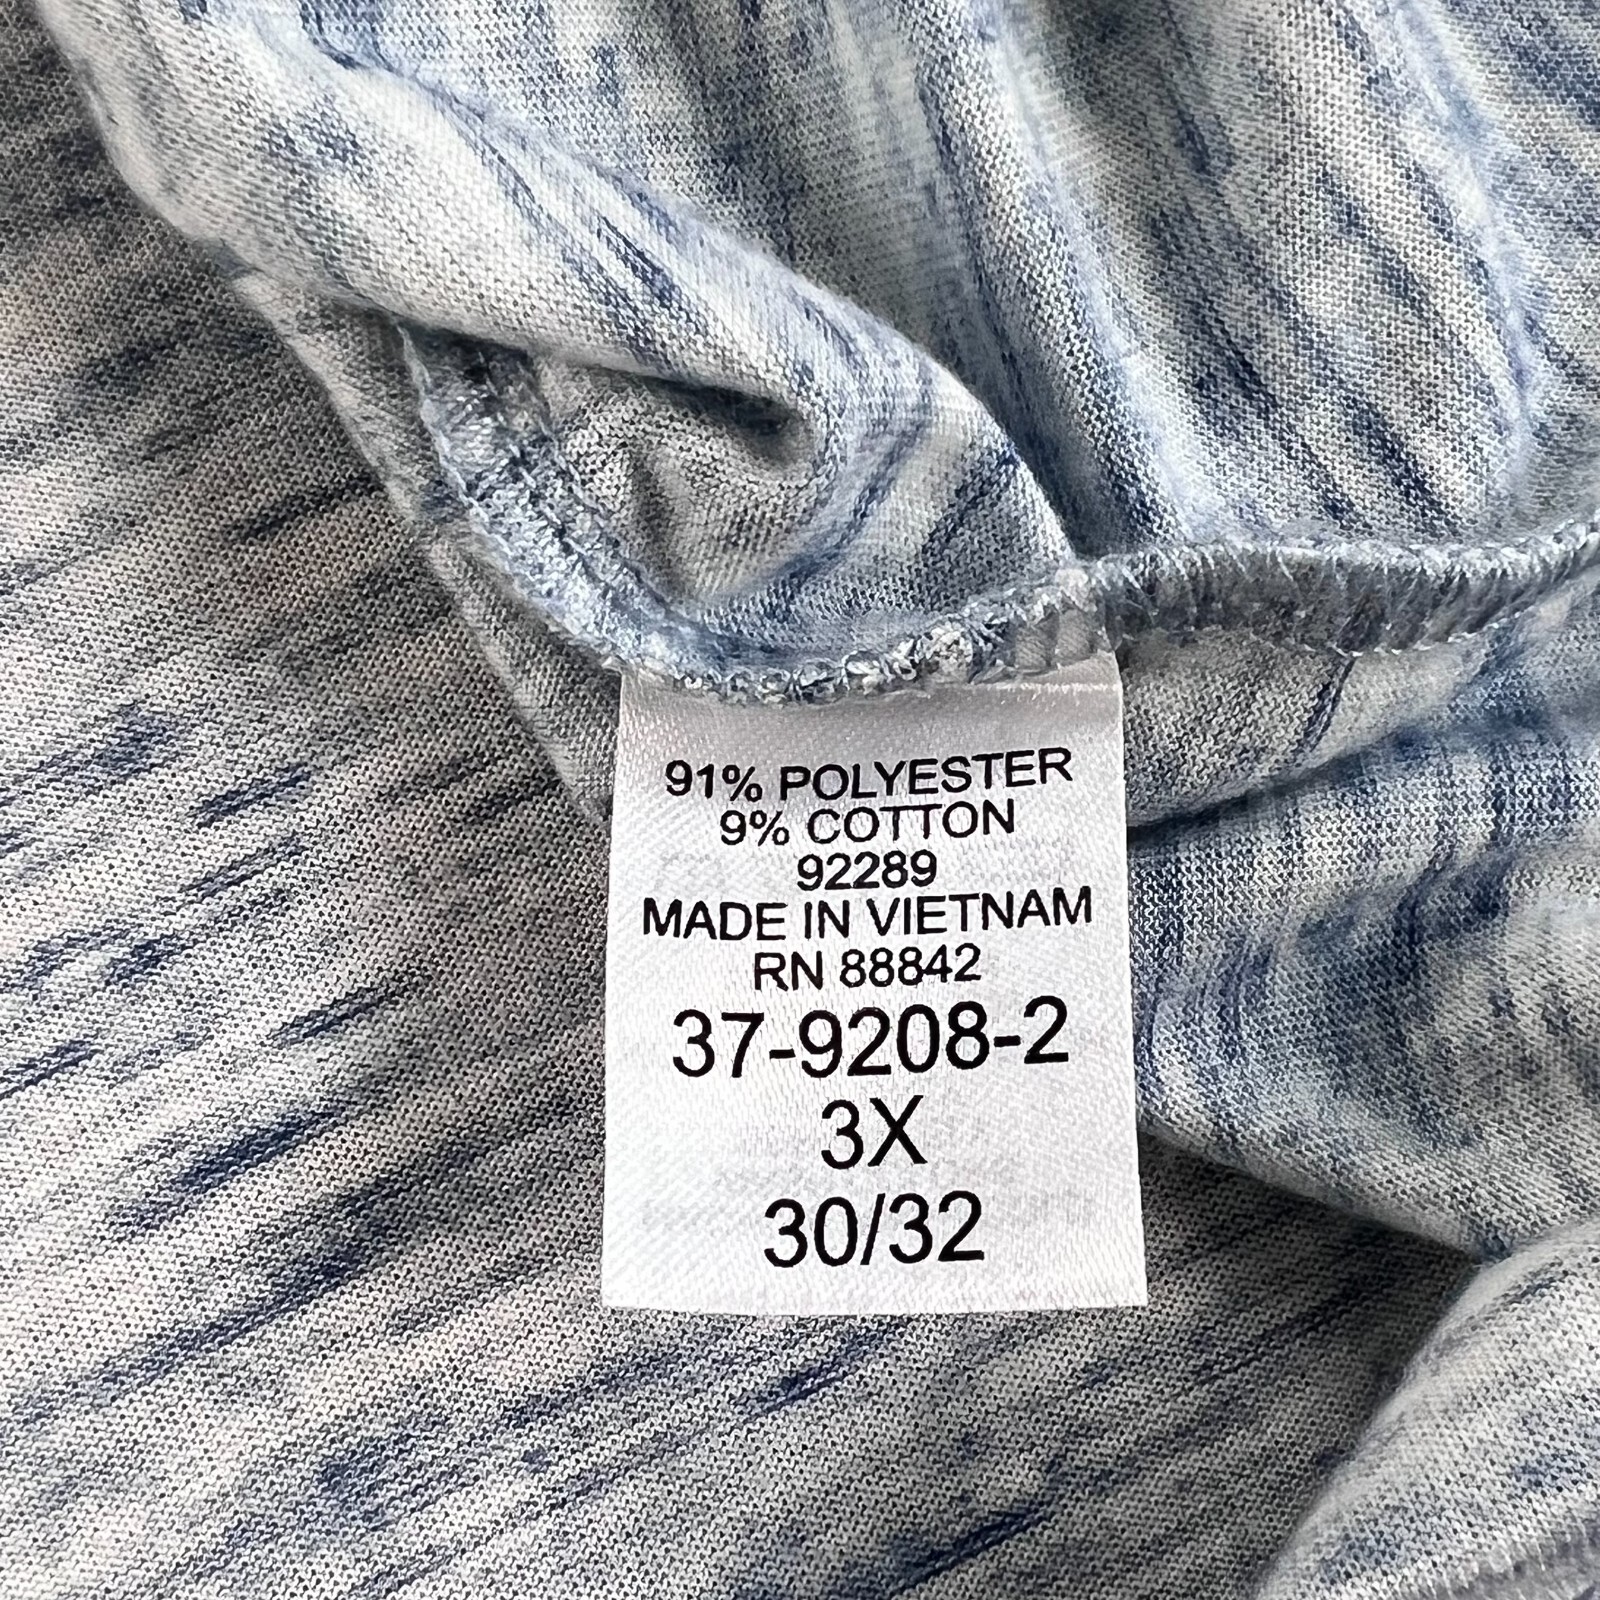 91% POLYESTER
9% COTTON
92289
MADE IN VIETNAM
RN 88842
37-9208-2
3X
30/32